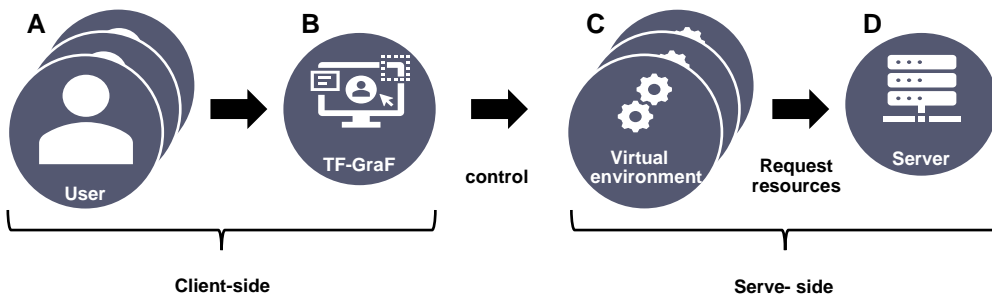 A
B
C
D
User
TF-GraF
control
Virtual
environment
Request
resources
Server
Client-side
Serve- side